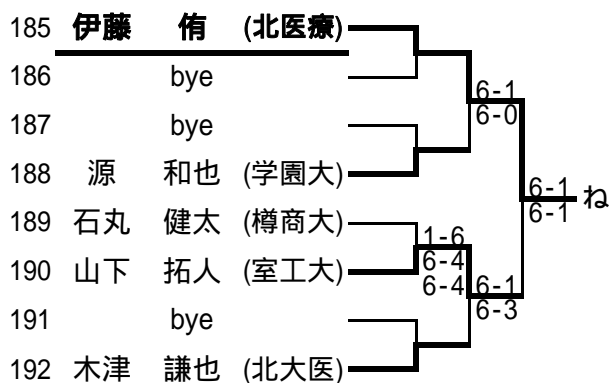 185 伊藤 侑 (北医療)
186 bye
6-1
187 bye
6-0
188 源 和也 (学園大)
6-1
ね
6-1
189 石丸 健太 (樽商大)
1-6
190 山下 拓人 (室工大)
6-4
6-4
6-1
191 bye
6-3
192 木津 謙也 (北大医)